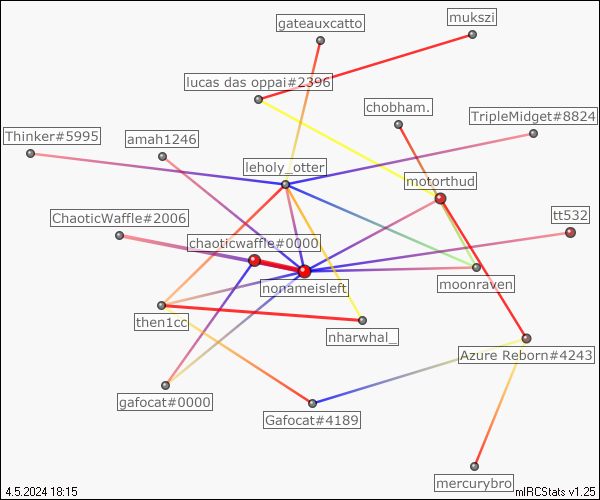 mukszi
gateauxcatto
lucas das oppai#2396
chobham.
TripleMidget#8824
Thinker#5995
amah1246
leholy_otter
motorthud
ChaoticWaffle#2006
tt532
chaoticwaffle#0000
nonameisleft
moonraven
then1cc
nharwhal_
Azure Reborn#4243
gafocat#0000
Gafocat#4189
mercurybro
4.5.2024 18:15
mIRCStats v1.25